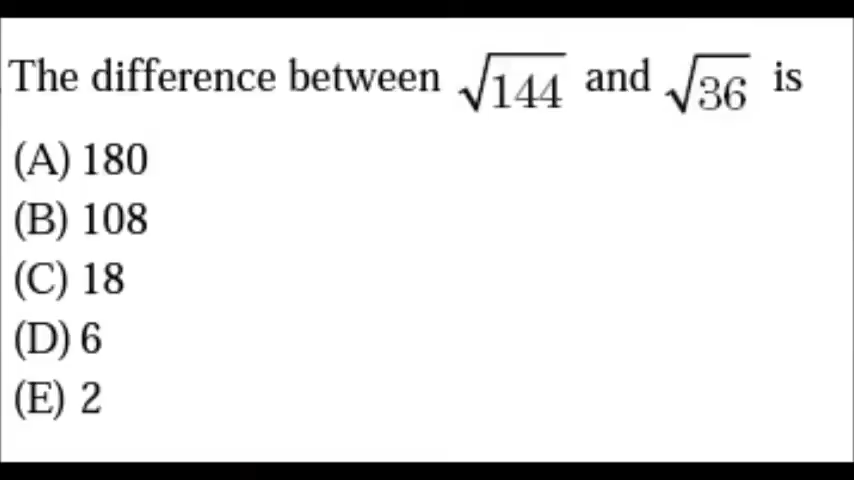 The difference between √144 and √36 is
(A) 180
(B) 108
(C) 18
(D) 6
(E) 2